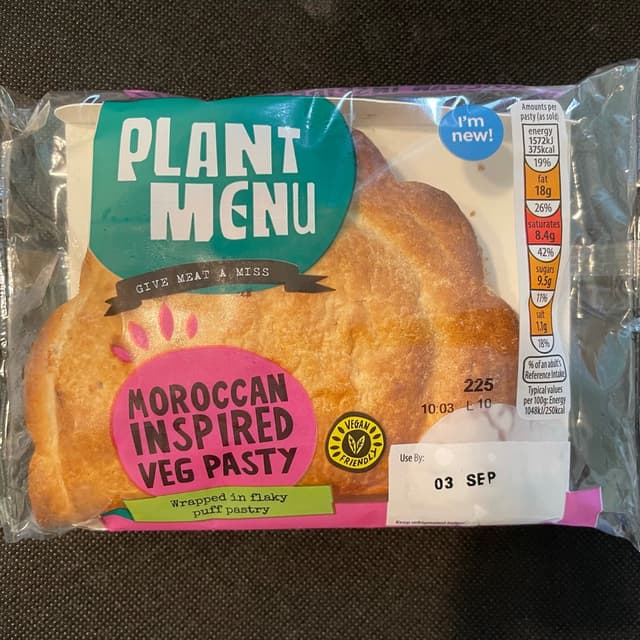 PLANT
MENU
GIVE MEAT A MISS
I'm
new!
Amounts per
pasty (as sold)
energy
1572kJ
375kcal
19%
fat
18g
26%
saturates
8.4g
42%
sugars
9.5g
11%
salt
1.1g
18%
% of an adult's
Reference Intake
Typical values
per 100g: Energy
1048kJ/250kcal
MOROCCAN
INSPIRED
VEG PASTY
Wrapped in flaky
puff pastry
VEGAN
FRIENDLY
225
10:03 L 10
Use By:
03 SEP